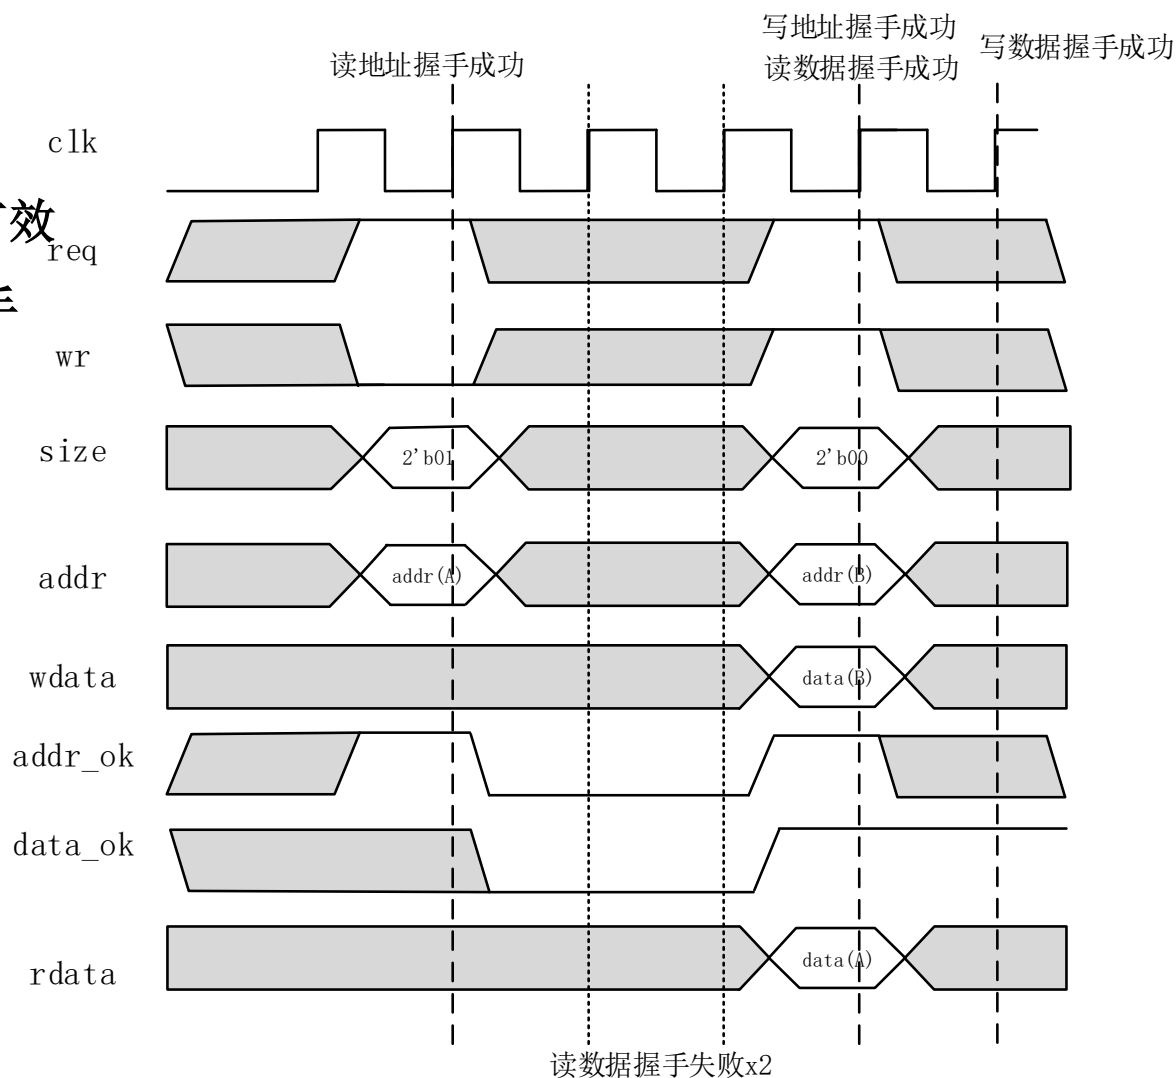 写地址握手成功
读地址握手成功
读数据握手成功
写数据握手成功
clk
效
req
wr
size
2'b01
2'b00
addr
addr(A)
addr(B)
wdata
data(B)
addr_ok
data_ok
rdata
data(A)
读数据握手失败x2